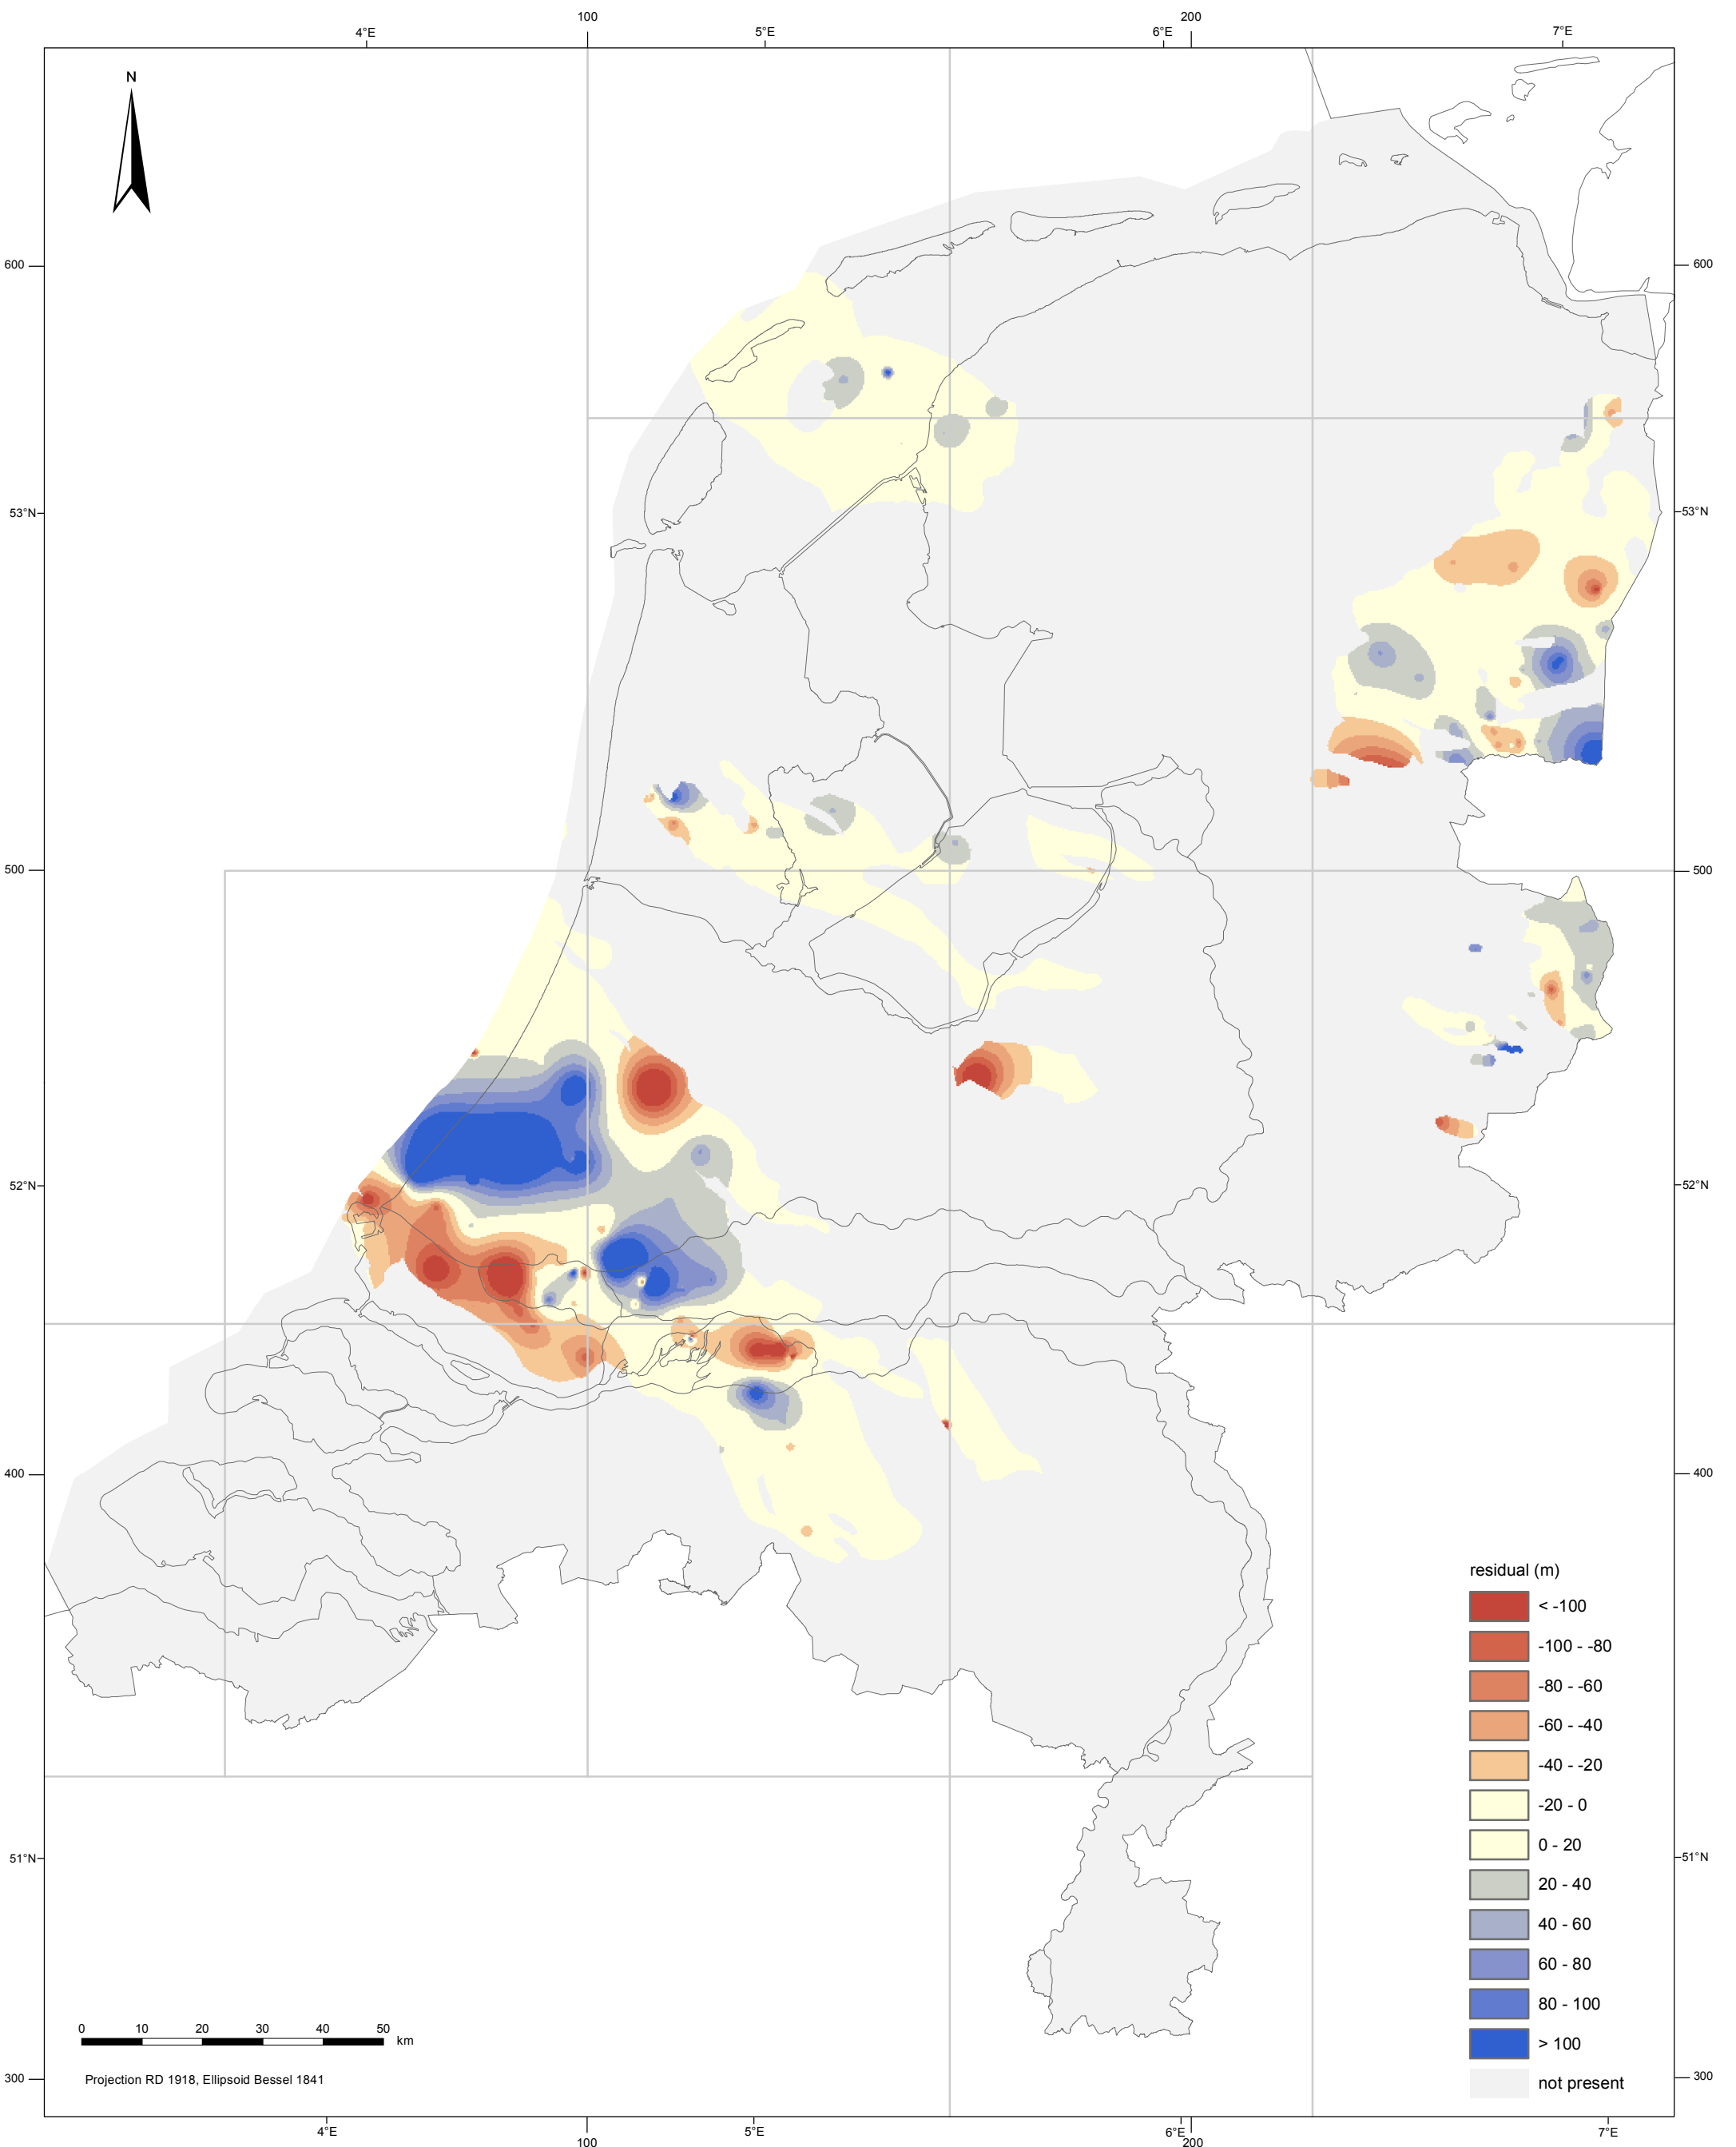 100 200
4°E 5°E 6°E 7°E
N
600 600
53°N 53°N
500 500
52°N 52°N
400 400
residual (m)
< -100
-100 - -80
-80 - -60
-60 - -40
-40 - -20
-20 - 0
0 - 20
20 - 40
40 - 60
60 - 80
80 - 100
> 100
not present
51°N 51°N
0 10 20 30 40 50 km
Projection RD 1918, Ellipsoid Bessel 1841
300 300
4°E 5°E 6°E 7°E
100 200